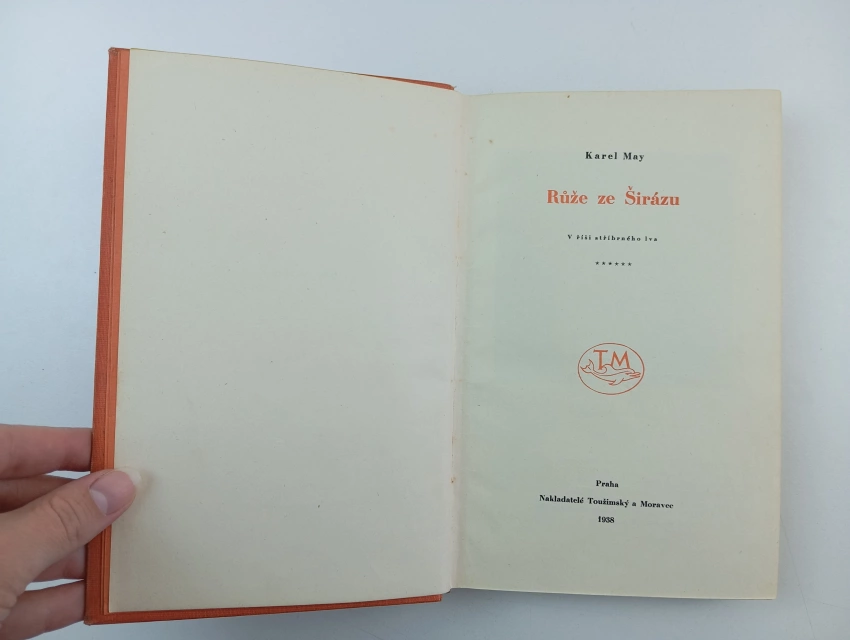 Karel May
Růže ze Širázu
V říši stříbrného lva
******
TM
Praha
Nakladatelé Toužimský a Moravec
1938